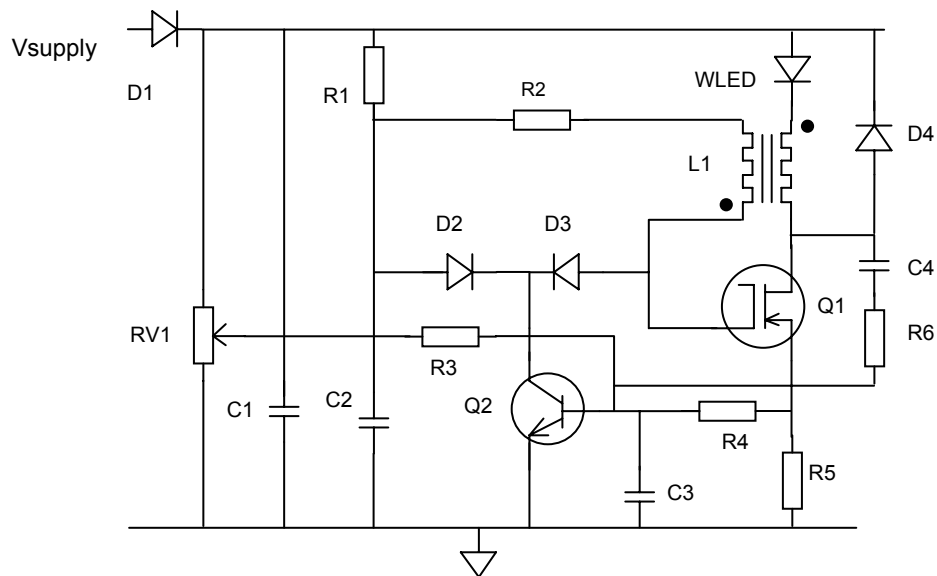 Vsupply
D1
R1
R2
WLED
D4
L1
D2
D3
C4
Q1
RV1
R6
R3
C1
C2
Q2
R4
R5
C3